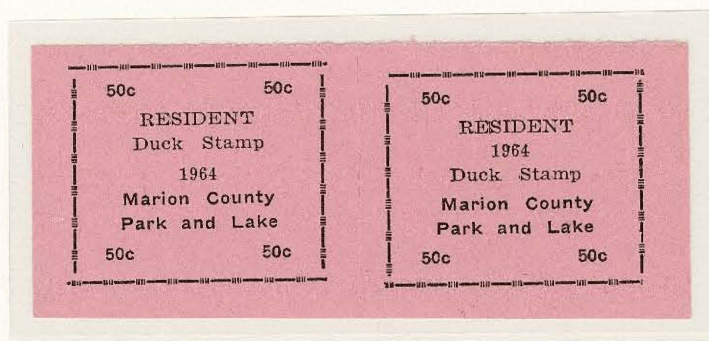 50c 50c
RESIDENT
Duck Stamp
1964
Marion County
Park and Lake
50c 50c
50c 50c
RESIDENT
1964
Duck Stamp
Marion County
Park and Lake
50c 50c